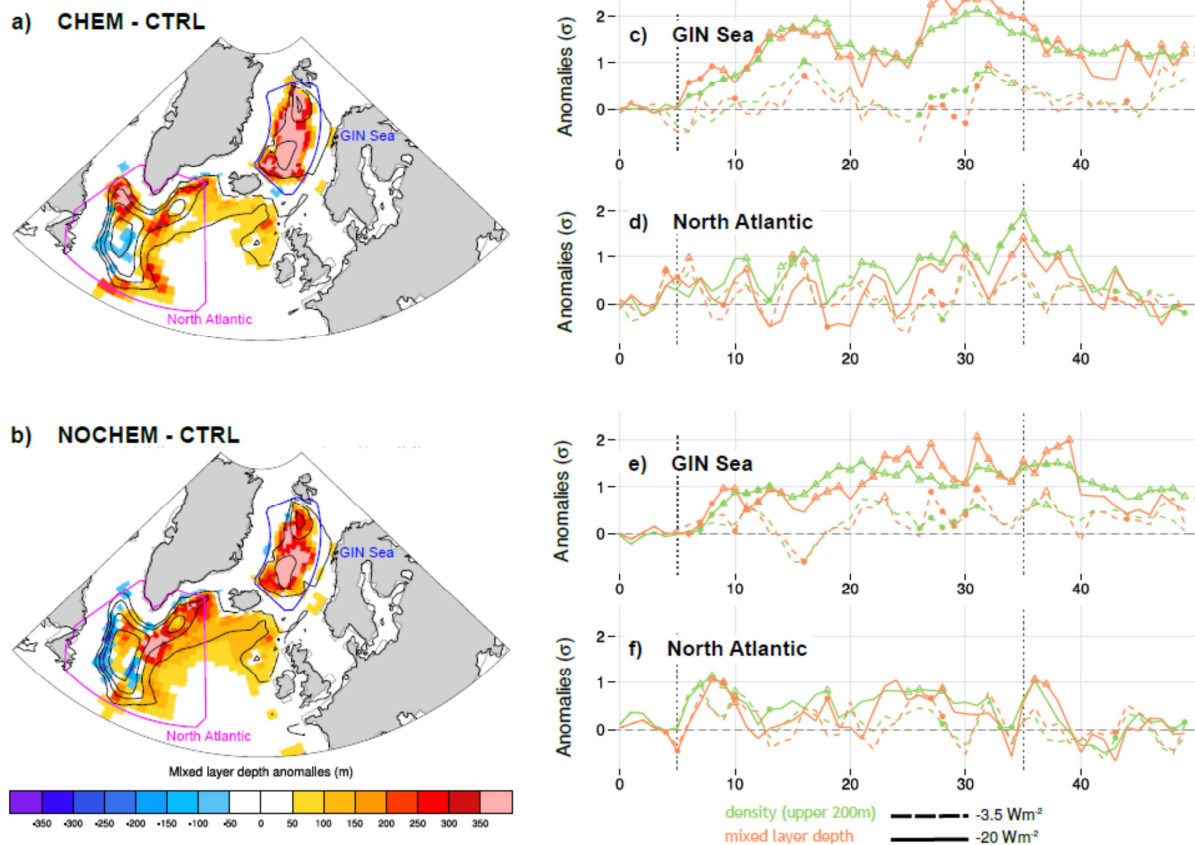 a) CHEM - CTRL
GIN Sea
North Atlantic
b) NOCHEM - CTRL
GIN Sea
North Atlantic
Mixed layer depth anomalies (m)
-350 -300 -250 -200 -150 -100 -50 0 50 100 150 200 250 300 350
c) GIN Sea
Anomalies (σ)
2
1
0
0 10 20 30 40
d) North Atlantic
Anomalies (σ)
2
1
0
0 10 20 30 40
e) GIN Sea
Anomalies (σ)
2
1
0
0 10 20 30 40
f) North Atlantic
Anomalies (σ)
2
1
0
0 10 20 30 40
density (upper 200m) -3.5 Wm-2
mixed layer depth -20 Wm-2